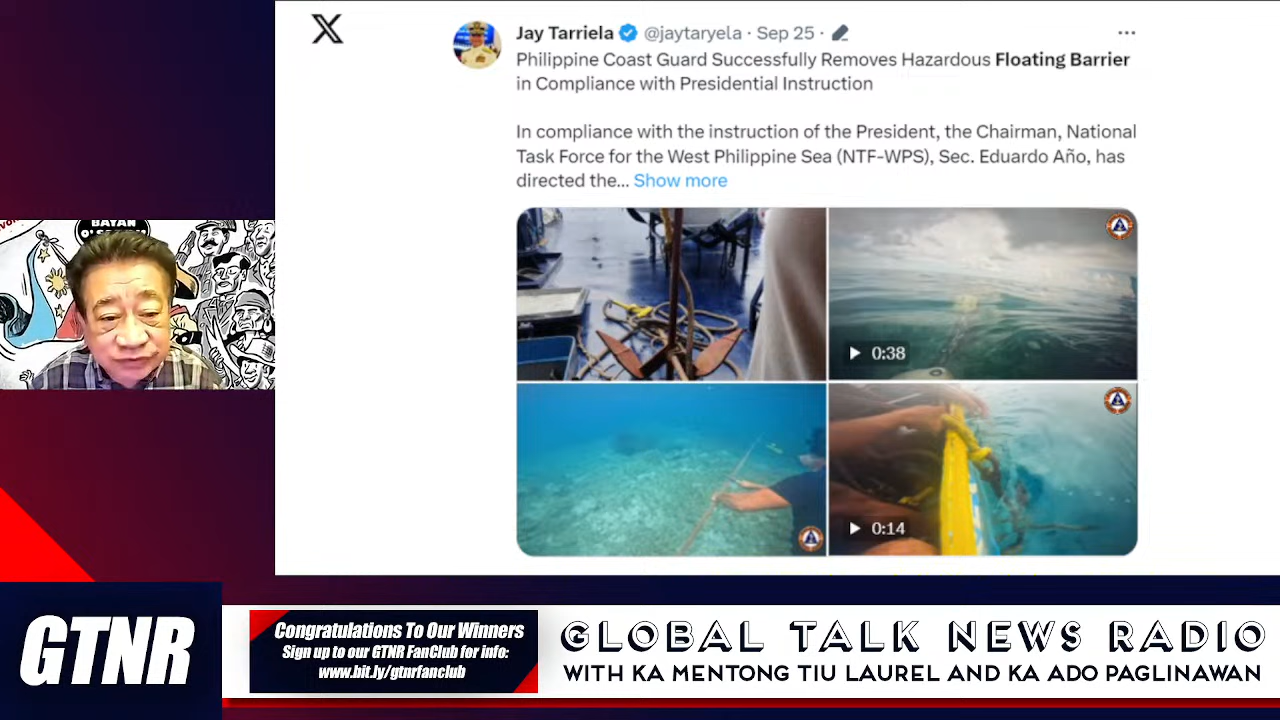 Jay Tarriela @jaytaryela · Sep 25 ·
Philippine Coast Guard Successfully Removes Hazardous Floating Barrier
in Compliance with Presidential Instruction
In compliance with the instruction of the President, the Chairman, National
Task Force for the West Philippine Sea (NTF-WPS), Sec. Eduardo Año, has
directed the... Show more
BAYAN
0:38
0:14
GTNR
Congratulations To Our Winners
Sign up to our GTNR FanClub for info:
www.bit.ly/gtnrfanclub
GLOBAL TALK NEWS RADIO
WITH KA MENTONG TIU LAUREL AND KA ADO PAGLINAWAN